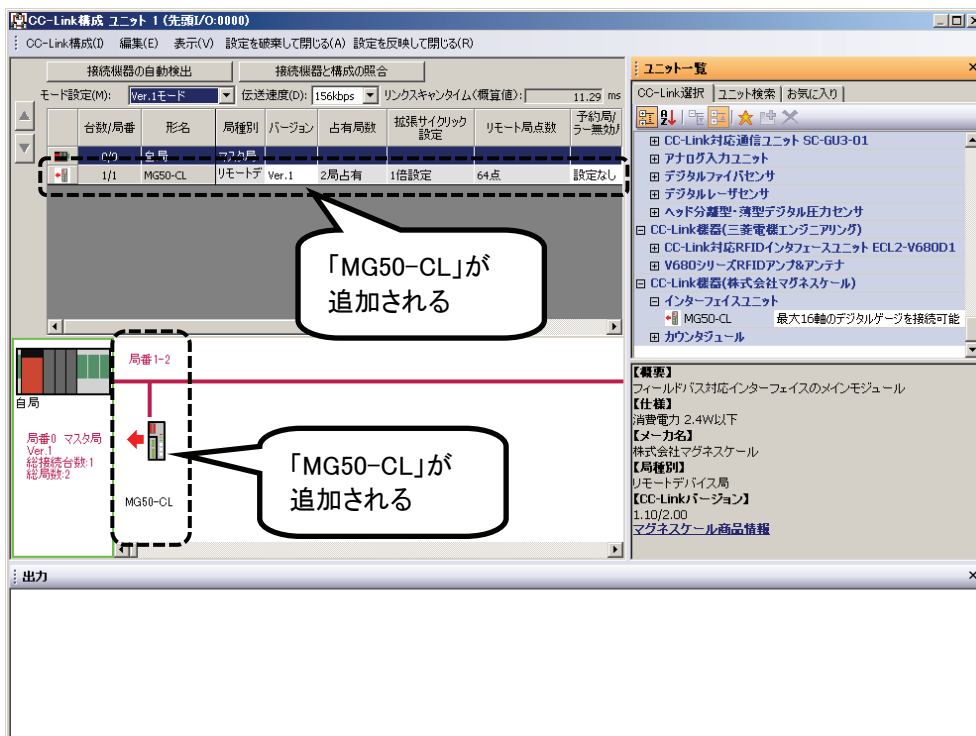 CC-Link構成 ユニット 1 (先頭I/O:0000)
CC-Link構成(I) 編集(E) 表示(V) 設定を破棄して閉じる(A) 設定を反映して閉じる(R)
接続機器の自動検出 接続機器と構成の照合
モード設定(M): Ver.1モード 伝送速度(D): 156kbps リンクスキャンタイム(概算値): 11.29 ms
台数/局番 形名 局種別 バージョン 占有局数 拡張サイクリック設定 リモート局点数 予約局/
ラー無効
0/0 自局 マスタ局
1/1 MG50-CL リモートデ Ver.1 2局占有 1倍設定 64点 設定なし
「MG50-CL」が
追加される
局番1-2
自局
局番0 マスタ局
Ver.1
総接続台数:1
総局数:2
MG50-CL
「MG50-CL」が
追加される
ユニット一覧
CC-Link選択 ユニット検索 お気に入り
CC-Link対応通信ユニット SC-GU3-01
アナログ入力ユニット
デジタルファイバセンサ
デジタルレーザセンサ
ヘッド分離型・薄型デジタル圧力センサ
CC-Link機器(三菱電機エンジニアリング)
CC-Link対応RFIDインタフェースユニット ECL2-V680D1
V680シリーズRFIDアンプ&アンテナ
CC-Link機器(株式会社マグネスケール)
インターフェイスユニット
MG50-CL 最大16軸のデジタルゲージを接続可能
カウンタジュール
【概要】
フィールドバス対応インターフェイスのメインモジュール
【仕様】
消費電力 2.4W以下
【メーカ名】
株式会社マグネスケール
【局種別】
リモートデバイス局
【CC-Linkバージョン】
1.10/2.00
マグネスケール商品情報
出力